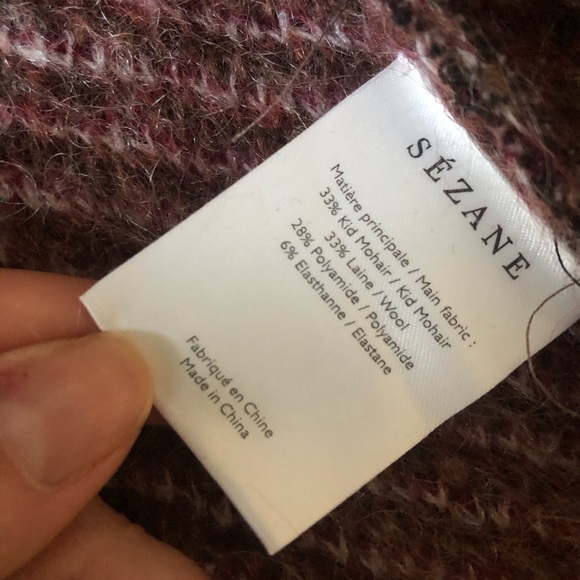 SÉZANE
Matière principale / Main fabric :
33% Kid Mohair / Kid Mohair
33% Laine / Wool
28% Polyamide / Polyamide
6% Elasthanne / Elastane
Fabriqué en Chine
Made in China